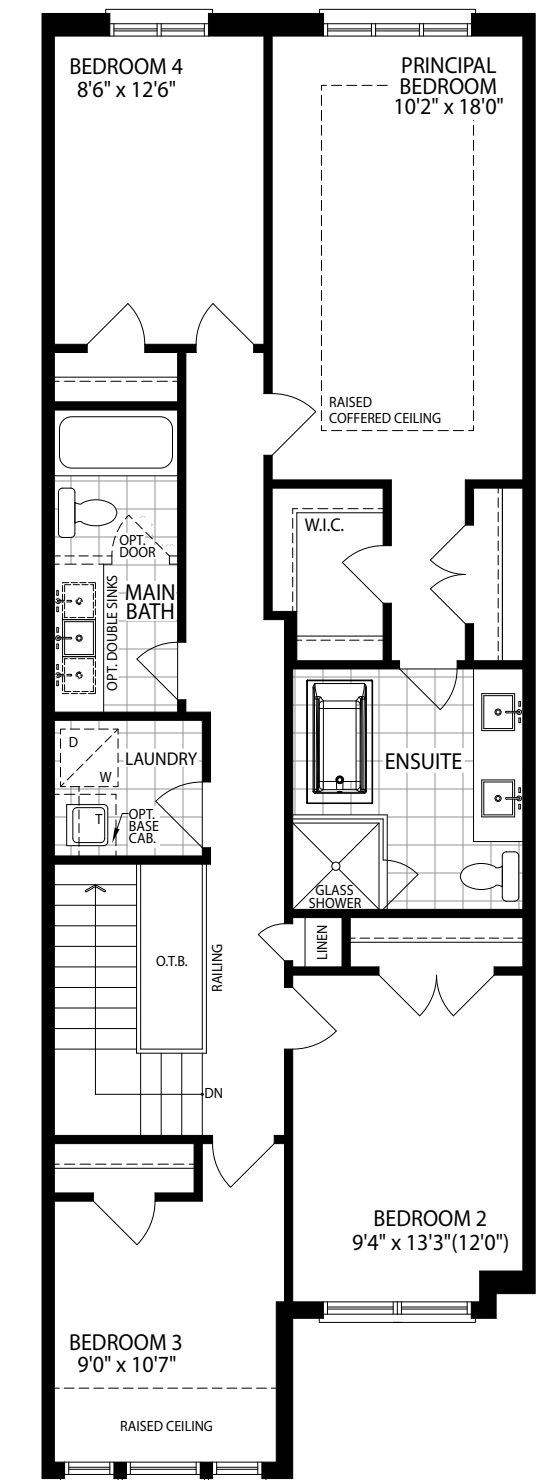 BEDROOM 4
8'6" x 12'6"
PRINCIPAL
BEDROOM
10'2" x 18'0"
RAISED
COFFERED CEILING
W.I.C.
OPT.
DOOR
MAIN
BATH
OPT. DOUBLE SINKS
D
W
LAUNDRY
T
OPT.
BASE
CAB.
ENSUITE
GLASS
SHOWER
LINEN
O.T.B.
RAILING
DN
BEDROOM 2
9'4" x 13'3"(12'0")
BEDROOM 3
9'0" x 10'7"
RAISED CEILING